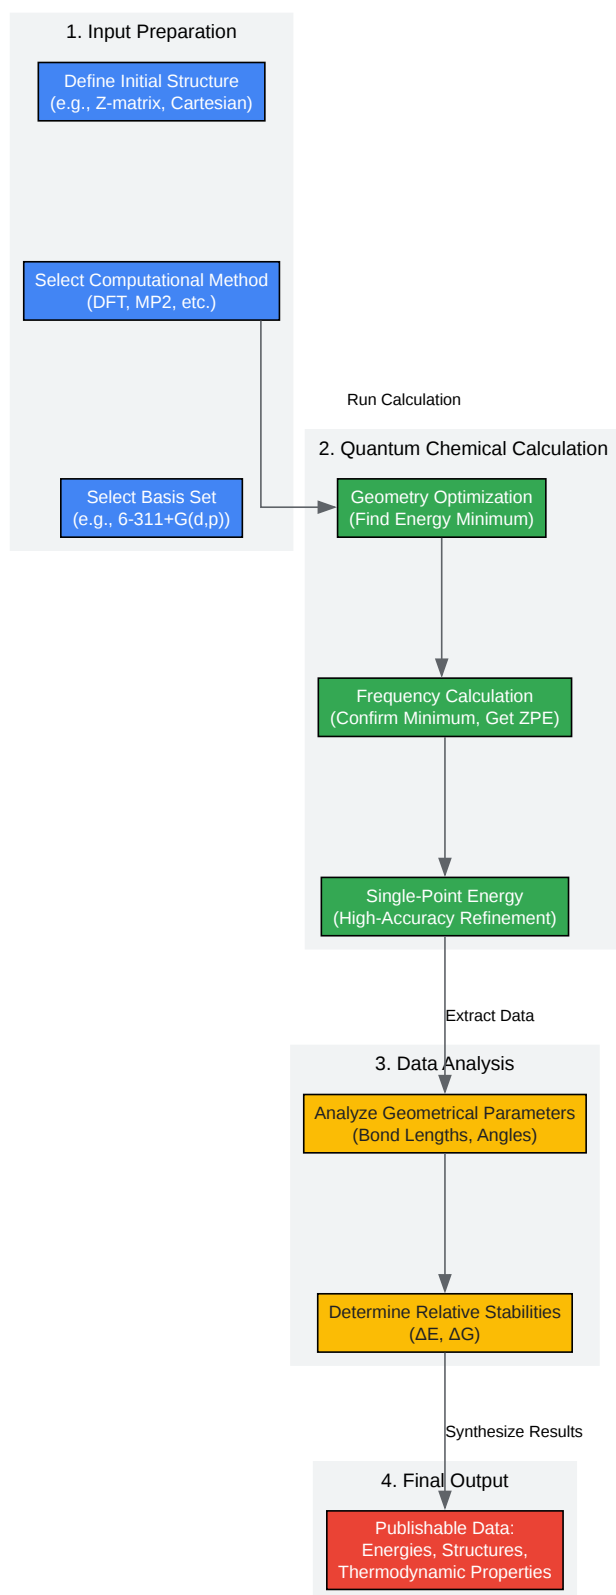 1. Input Preparation
Define Initial Structure
(e.g., Z-matrix, Cartesian)
Select Computational Method
(DFT, MP2, etc.)
Select Basis Set
(e.g., 6-311+G(d,p))
Run Calculation
2. Quantum Chemical Calculation
Geometry Optimization
(Find Energy Minimum)
Frequency Calculation
(Confirm Minimum, Get ZPE)
Single-Point Energy
(High-Accuracy Refinement)
Extract Data
3. Data Analysis
Analyze Geometrical Parameters
(Bond Lengths, Angles)
Determine Relative Stabilities
(ΔE, ΔG)
Synthesize Results
4. Final Output
Publishable Data:
Energies, Structures,
Thermodynamic Properties